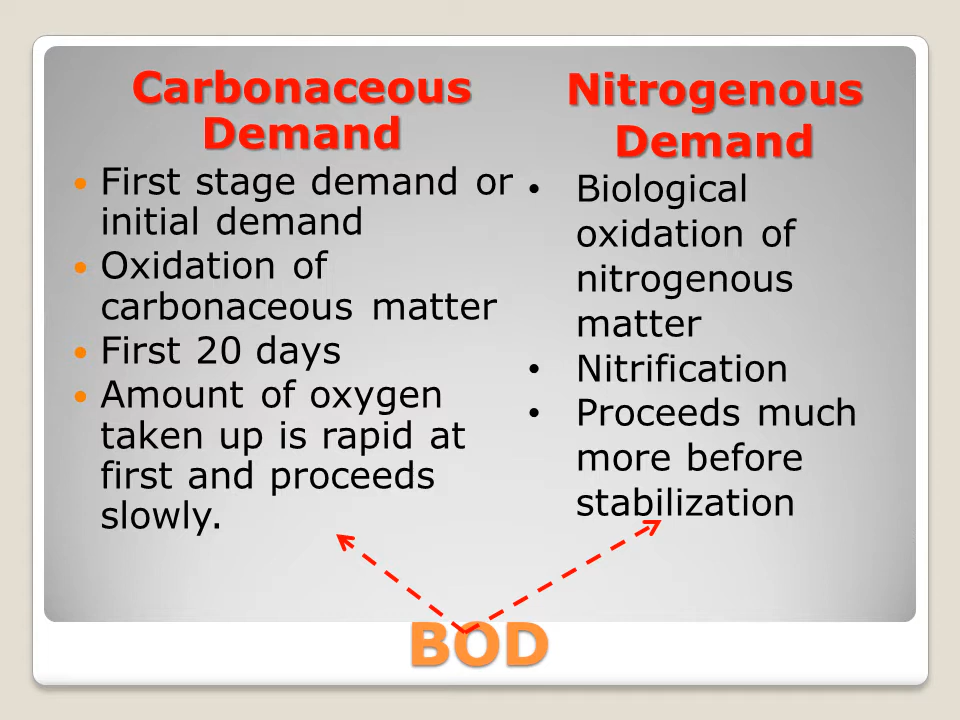 Carbonaceous
Demand
• First stage demand or
initial demand
• Oxidation of
carbonaceous matter
• First 20 days
• Amount of oxygen
taken up is rapid at
first and proceeds
slowly.
Nitrogenous
Demand
• Biological
oxidation of
nitrogenous
matter
• Nitrification
• Proceeds much
more before
stabilization
BOD